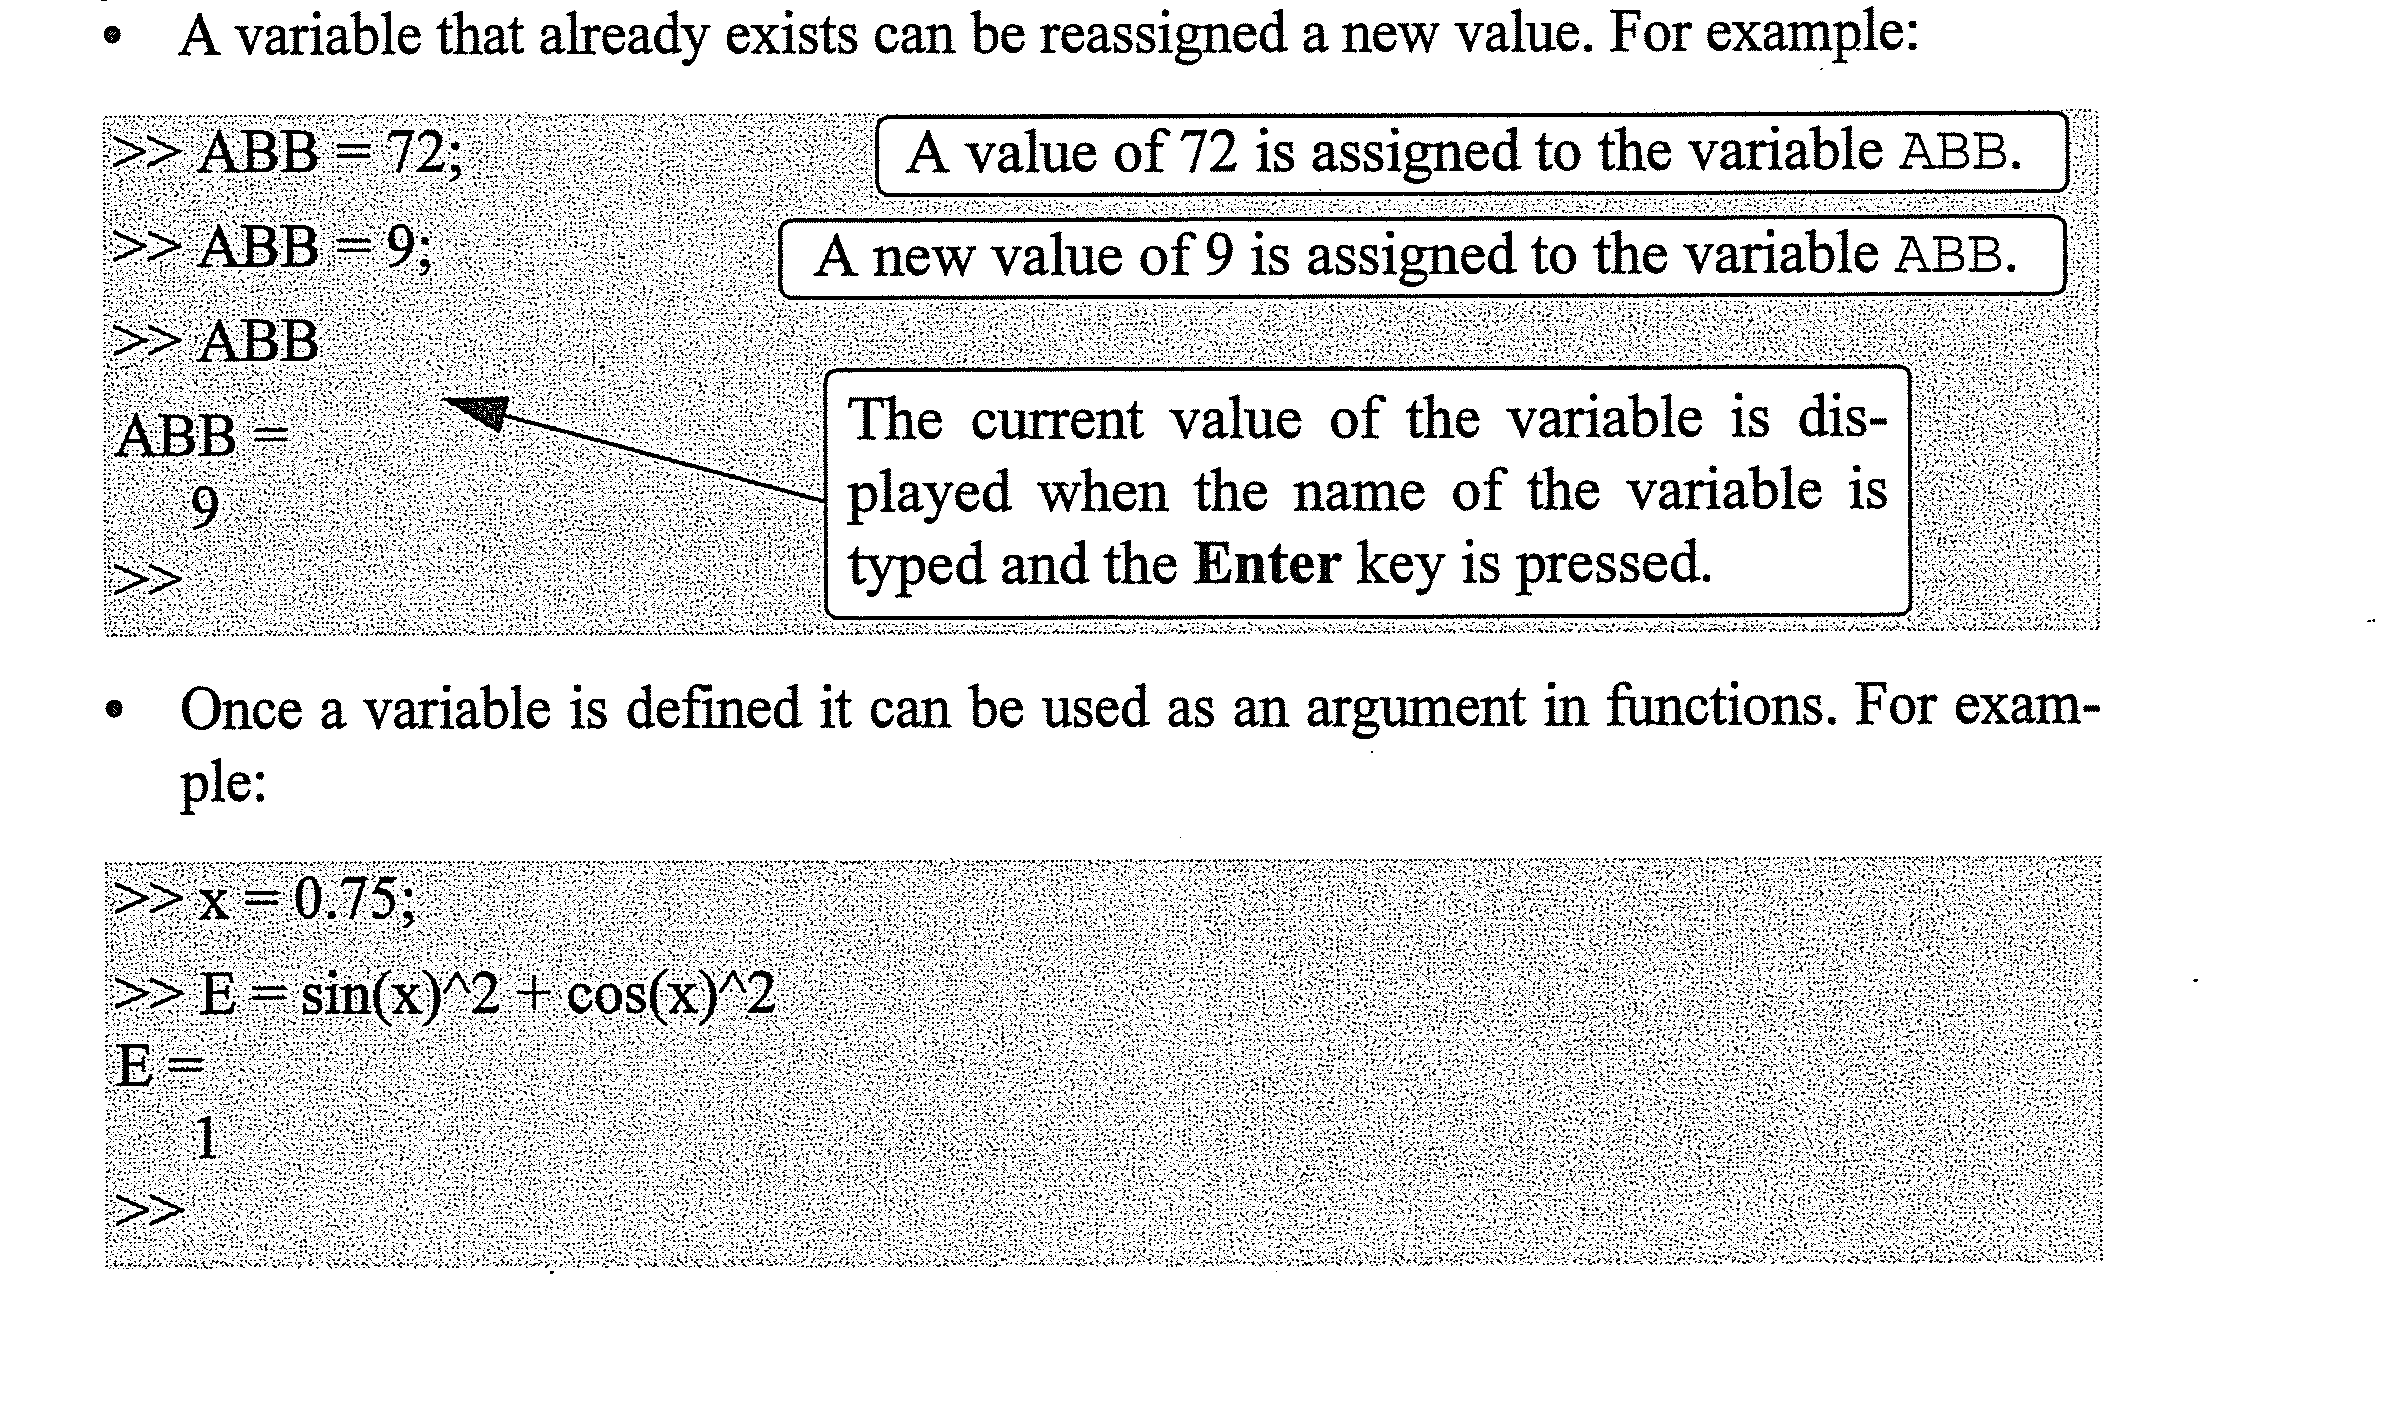 • A variable that already exists can be reassigned a new value. For example:
>> ABB = 72;
A value of 72 is assigned to the variable ABB.
>> ABB = 9;
A new value of 9 is assigned to the variable ABB.
>> ABB
ABB =
9
>>
The current value of the variable is dis-
played when the name of the variable is
typed and the Enter key is pressed.
• Once a variable is defined it can be used as an argument in functions. For exam-
ple:
>> x = 0.75;
>> E = sin(x)^2 + cos(x)^2
E =
1
>>